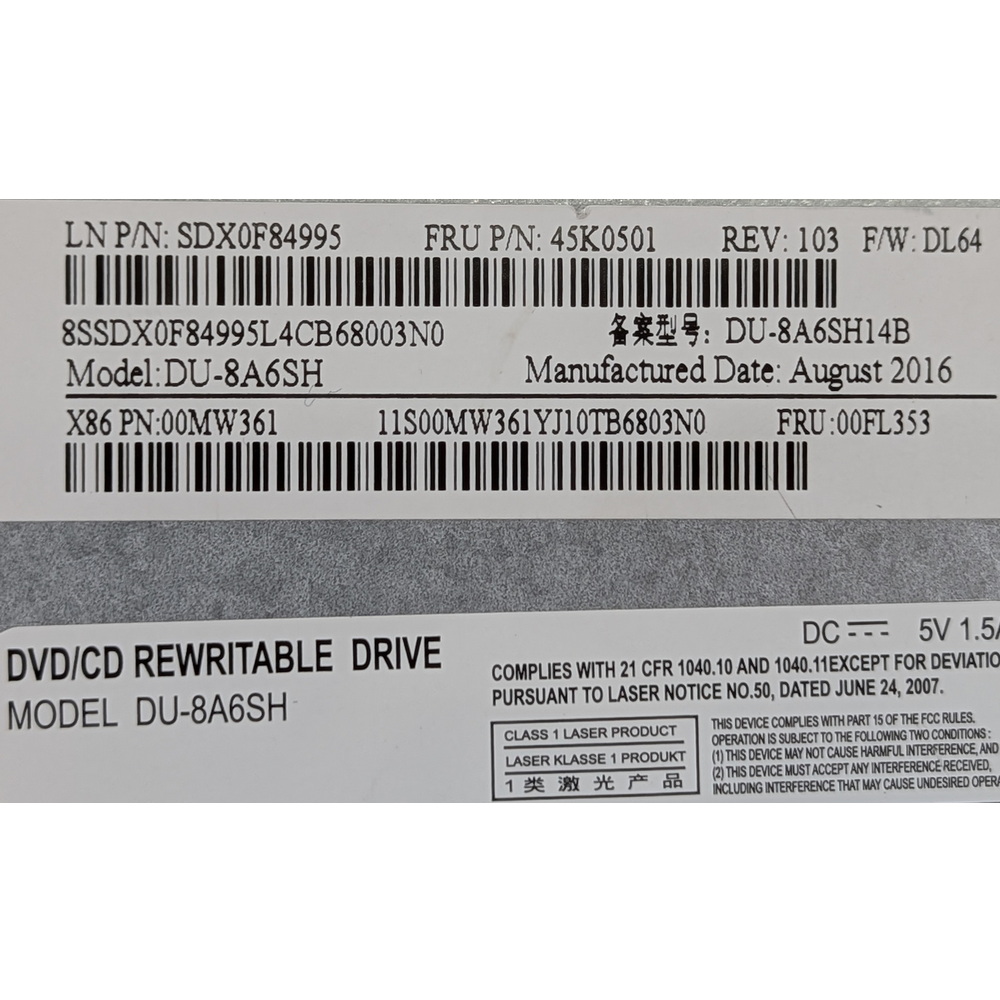 LN P/N: SDX0F84995 FRU P/N: 45K0501 REV: 103 F/W: DL64
8SSDX0F84995L4CB68003N0 备案型号: DU-8A6SH14B
Model:DU-8A6SH Manufactured Date: August 2016
X86 PN:00MW361 11S00MW361YJ10TB6803N0 FRU:00FL353
DC 5V 1.5A
DVD/CD REWRITABLE DRIVE
MODEL DU-8A6SH
COMPLIES WITH 21 CFR 1040.10 AND 1040.11EXCEPT FOR DEVIATIO
PURSUANT TO LASER NOTICE NO.50, DATED JUNE 24, 2007.
CLASS 1 LASER PRODUCT
LASER KLASSE 1 PRODUKT
1 类 激 光 产 品
THIS DEVICE COMPLIES WITH PART 15 OF THE FCC RULES.
OPERATION IS SUBJECT TO THE FOLLOWING TWO CONDITIONS :
(1) THIS DEVICE MAY NOT CAUSE HARMFUL INTERFERENCE, AND
(2) THIS DEVICE MUST ACCEPT ANY INTERFERENCE RECEIVED,
INCLUDING INTERFERENCE THAT MAY CAUSE UNDESIRED OPERA